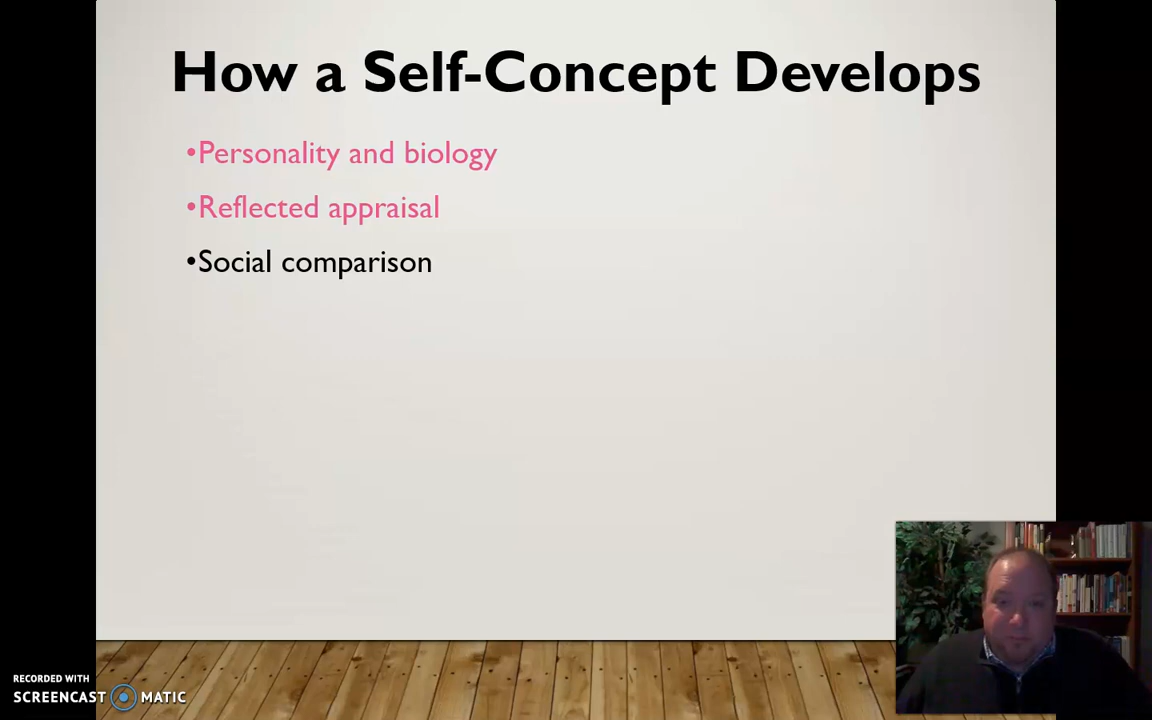 How a Self-Concept Develops
•Personality and biology
•Reflected appraisal
•Social comparison
RECORDED WITH
SCREENCAST MATIC